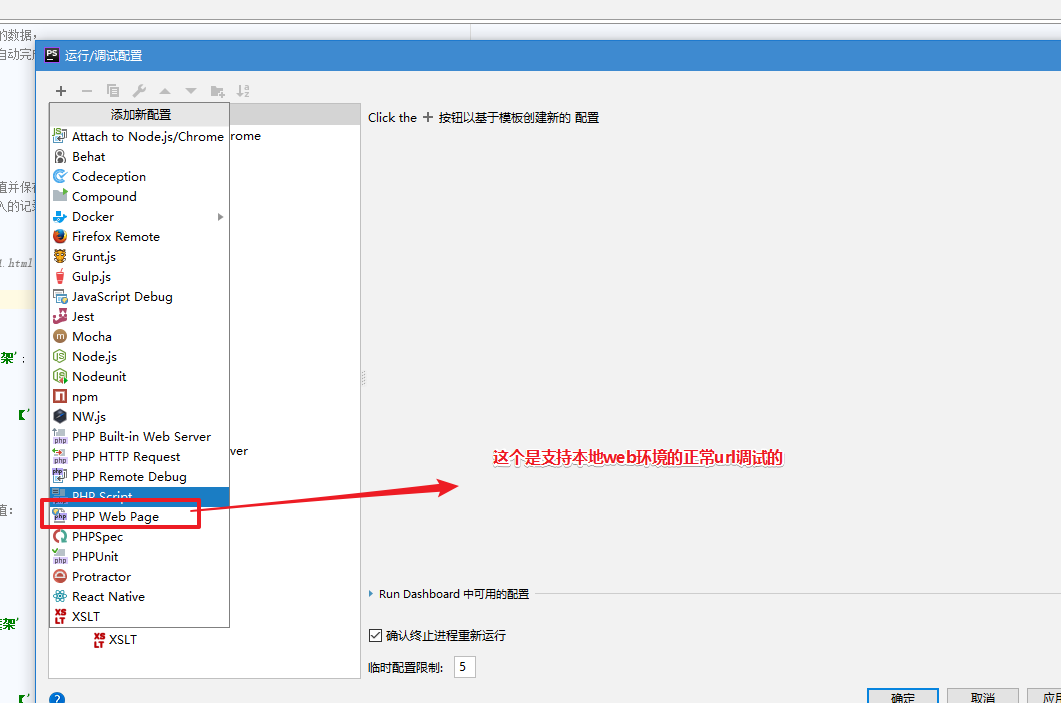 的数据，
自动完成
PS 运行/调试配置
添加新配置
rome
Click the + 按钮以基于模板创建新的 配置
Attach to Node.js/Chrome
Behat
Codeception
值并保存
Compound
入的记录
Docker
Firefox Remote
Grunt.js
l.html
Gulp.js
JavaScript Debug
Jest
Mocha
架'；
Node.js
Nodeunit
npm
NW.js
PHP Built-in Web Server
ver
PHP HTTP Request
这个是支持本地web环境的正常url调试的
PHP Remote Debug
PHP Script
值：
PHP Web Page
PHPSpec
PHPUnit
Protractor
Run Dashboard 中可用的配置
React Native
XSLT
架'
XSLT
确认终止进程重新运行
临时配置限制: 5
?
确定
取消
应用